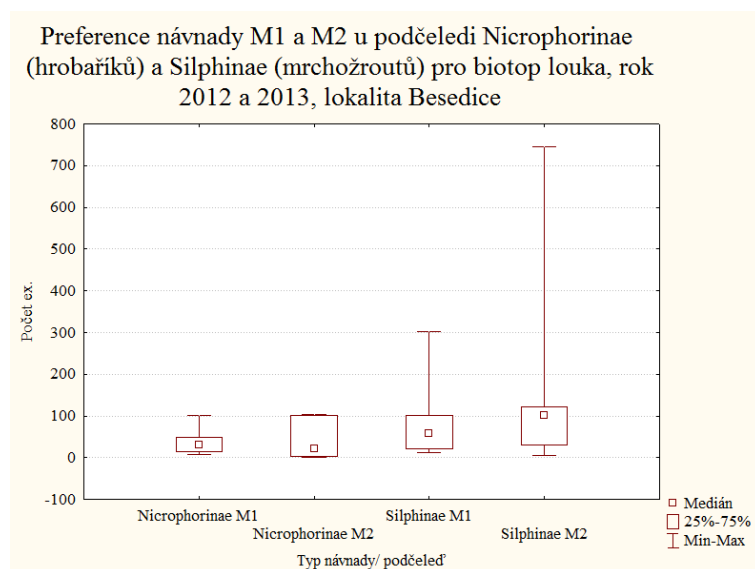 Preference návnady M1 a M2 u podčeledi Nicrophorinae
(hrobaříků) a Silphinae (mrchožroutů) pro biotop louka, rok
2012 a 2013, lokalita Besedice
800
700
600
500
400
300
200
100
0
-100
Počet ex.
Nicrophorinae M1
Nicrophorinae M2
Silphinae M1
Silphinae M2
Typ návnady/ podčeleď
Medián
25%-75%
Min-Max